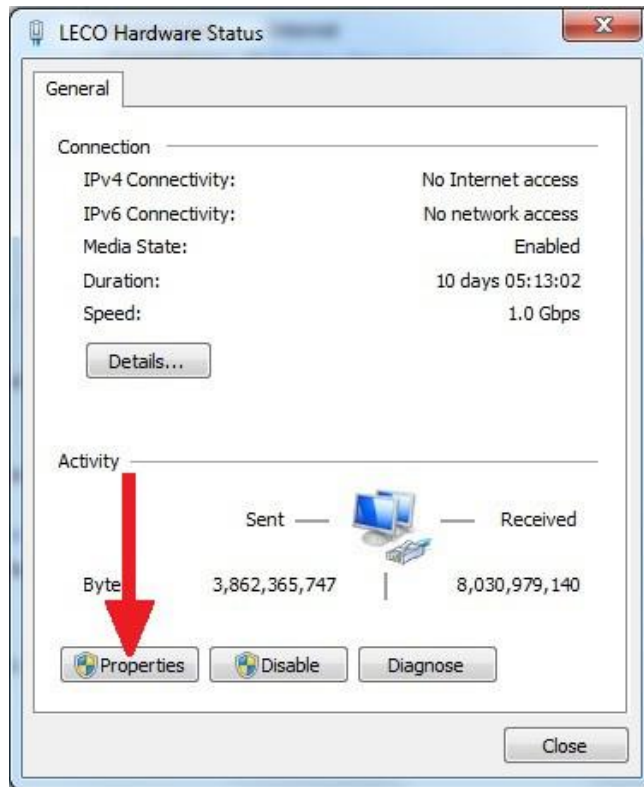 LECO Hardware Status
General
Connection
IPv4 Connectivity: No Internet access
IPv6 Connectivity: No network access
Media State: Enabled
Duration: 10 days 05:13:02
Speed: 1.0 Gbps
Details...
Activity
Sent Received
Byte 3,862,365,747 8,030,979,140
Properties Disable Diagnose
Close